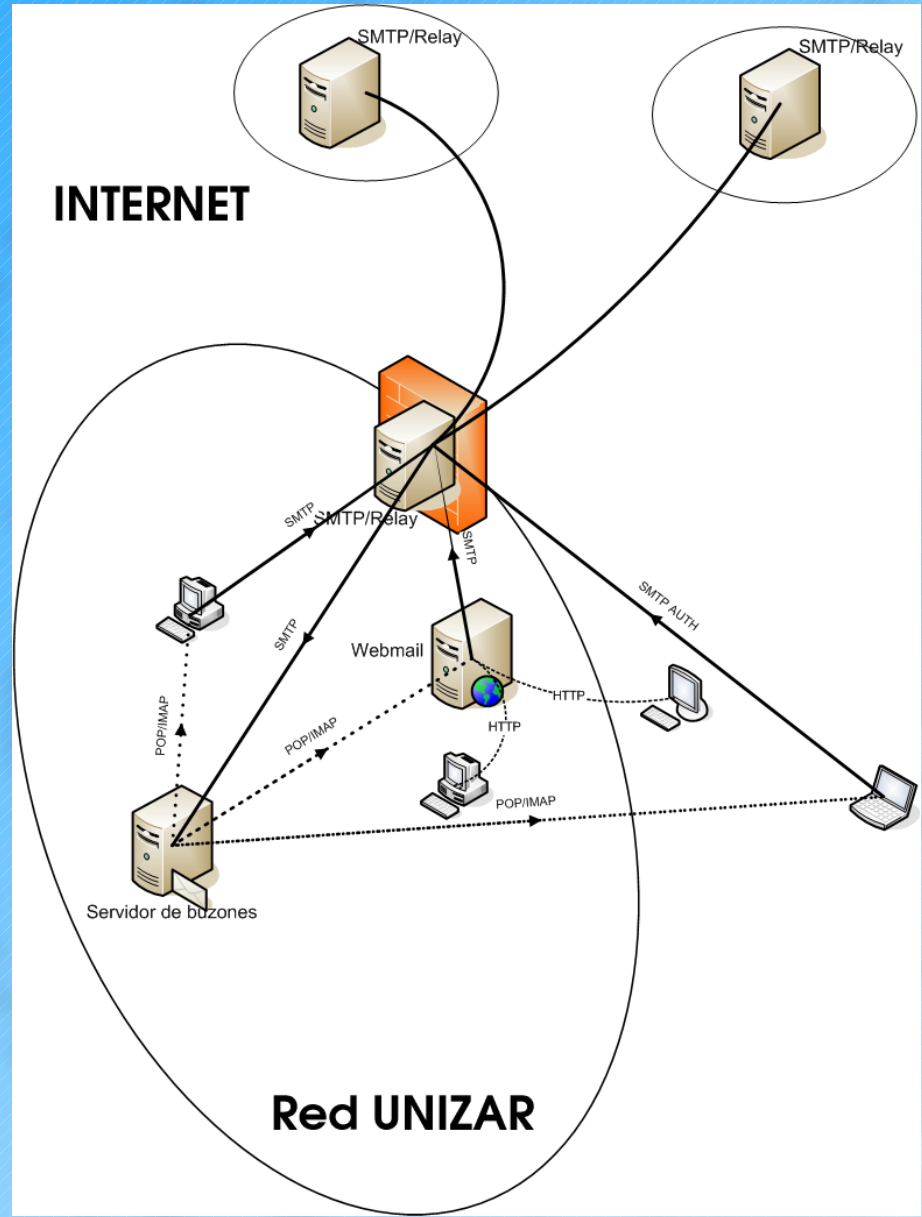 SMTP/Relay
SMTP/Relay
INTERNET
SMTP
SMTP/Relay
SMTP
SMTP
SMTP AUTH
Webmail
HTTP
HTTP
POP/IMAP
POP/IMAP
POP/IMAP
Servidor de buzones
Red UNIZAR